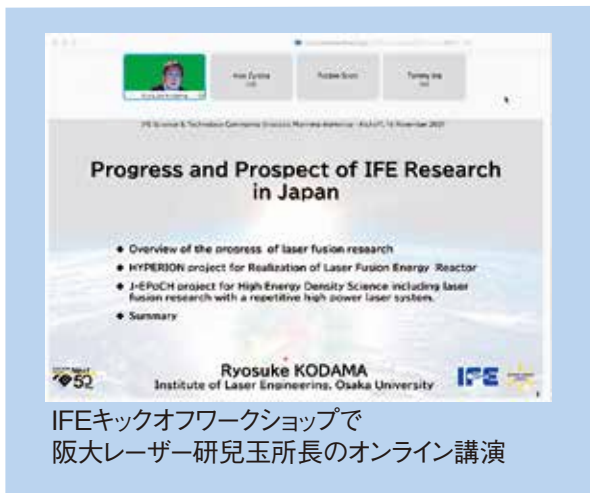 Progress and Prospect of IFE Research
in Japan
◆ Overview of the progress of laser fusion research
◆ HYPERION project for Realization of Laser Fusion Energy Reactor
◆ J-EPoCH project for High Energy Density Science including laser
fusion research with a repetitive high power laser system.
◆ Summary
Ryosuke KODAMA
Institute of Laser Engineering, Osaka University
IFE
IFEキックオフワークショップで
阪大レーザー研兒玉所長のオンライン講演